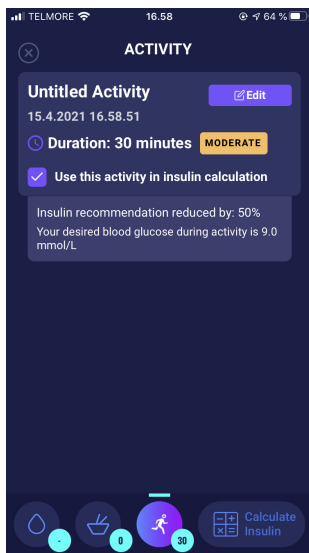 TELMORE 16.58 64 %
ACTIVITY
Untitled Activity
Edit
15.4.2021 16.58.51
Duration: 30 minutes MODERATE
Use this activity in insulin calculation
Insulin recommendation reduced by: 50%
Your desired blood glucose during activity is 9.0
mmol/L
- 0 30
Calculate
Insulin